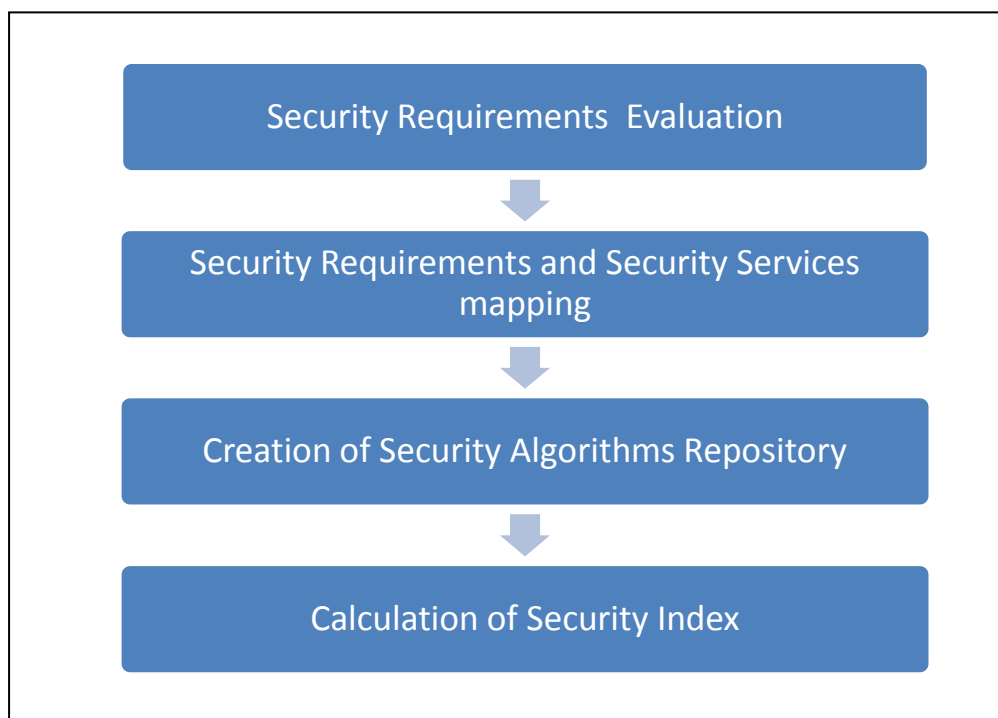 Security Requirements  Evaluation
Security Requirements and Security Services
mapping
Creation of Security Algorithms Repository
Calculation of Security Index